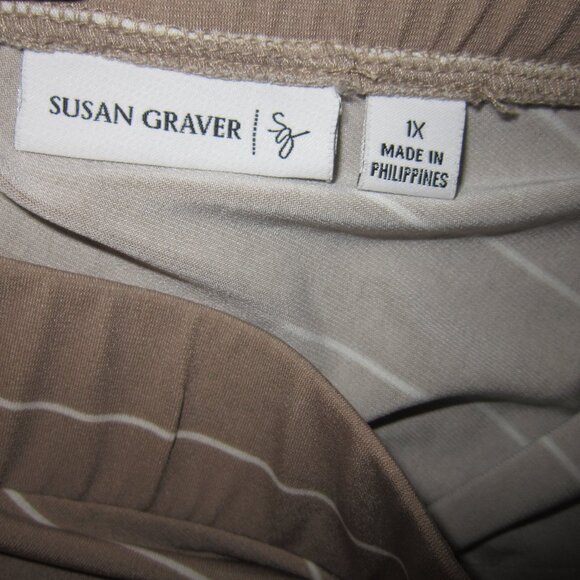 SUSAN GRAVER
sg
1X
MADE IN
PHILIPPINES